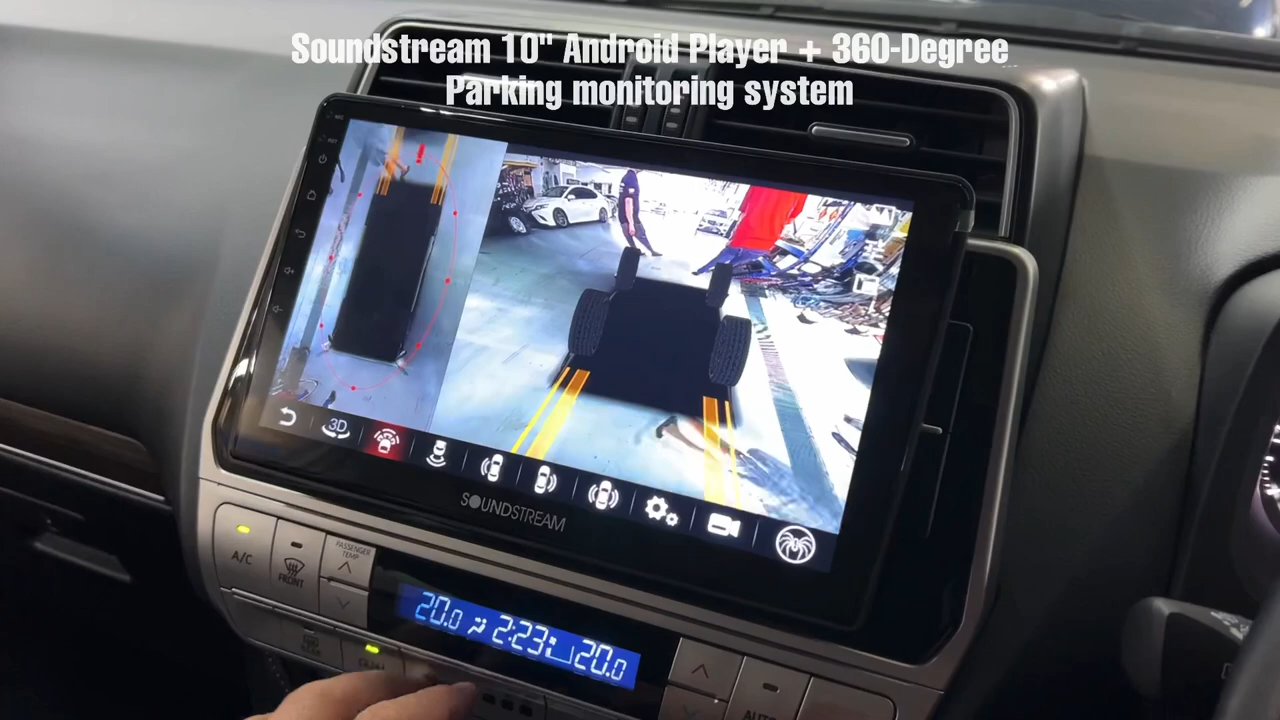 Soundstream 10" Android Player + 360-Degree
Parking monitoring system
3D
SOUNDSTREAM
A/C
FRONT
PASSENGER
TEMP
20.0 2:23 20.0